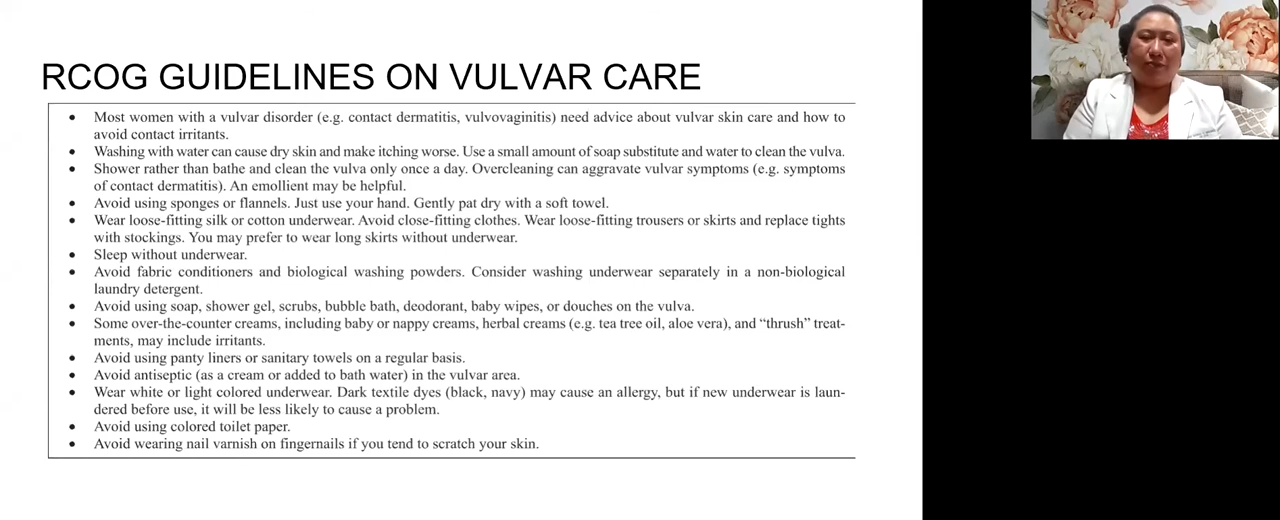 RCOG GUIDELINES ON VULVAR CARE
• Most women with a vulvar disorder (e.g. contact dermatitis, vulvovaginitis) need advice about vulvar skin care and how to
avoid contact irritants.
• Washing with water can cause dry skin and make itching worse. Use a small amount of soap substitute and water to clean the vulva.
• Shower rather than bathe and clean the vulva only once a day. Overcleaning can aggravate vulvar symptoms (e.g. symptoms
of contact dermatitis). An emollient may be helpful.
• Avoid using sponges or flannels. Just use your hand. Gently pat dry with a soft towel.
• Wear loose-fitting silk or cotton underwear. Avoid close-fitting clothes. Wear loose-fitting trousers or skirts and replace tights
with stockings. You may prefer to wear long skirts without underwear.
• Sleep without underwear.
• Avoid fabric conditioners and biological washing powders. Consider washing underwear separately in a non-biological
laundry detergent.
• Avoid using soap, shower gel, scrubs, bubble bath, deodorant, baby wipes, or douches on the vulva.
• Some over-the-counter creams, including baby or nappy creams, herbal creams (e.g. tea tree oil, aloe vera), and “thrush” treat-
ments, may include irritants.
• Avoid using panty liners or sanitary towels on a regular basis.
• Avoid antiseptic (as a cream or added to bath water) in the vulvar area.
• Wear white or light colored underwear. Dark textile dyes (black, navy) may cause an allergy, but if new underwear is laun-
dered before use, it will be less likely to cause a problem.
• Avoid using colored toilet paper.
• Avoid wearing nail varnish on fingernails if you tend to scratch your skin.